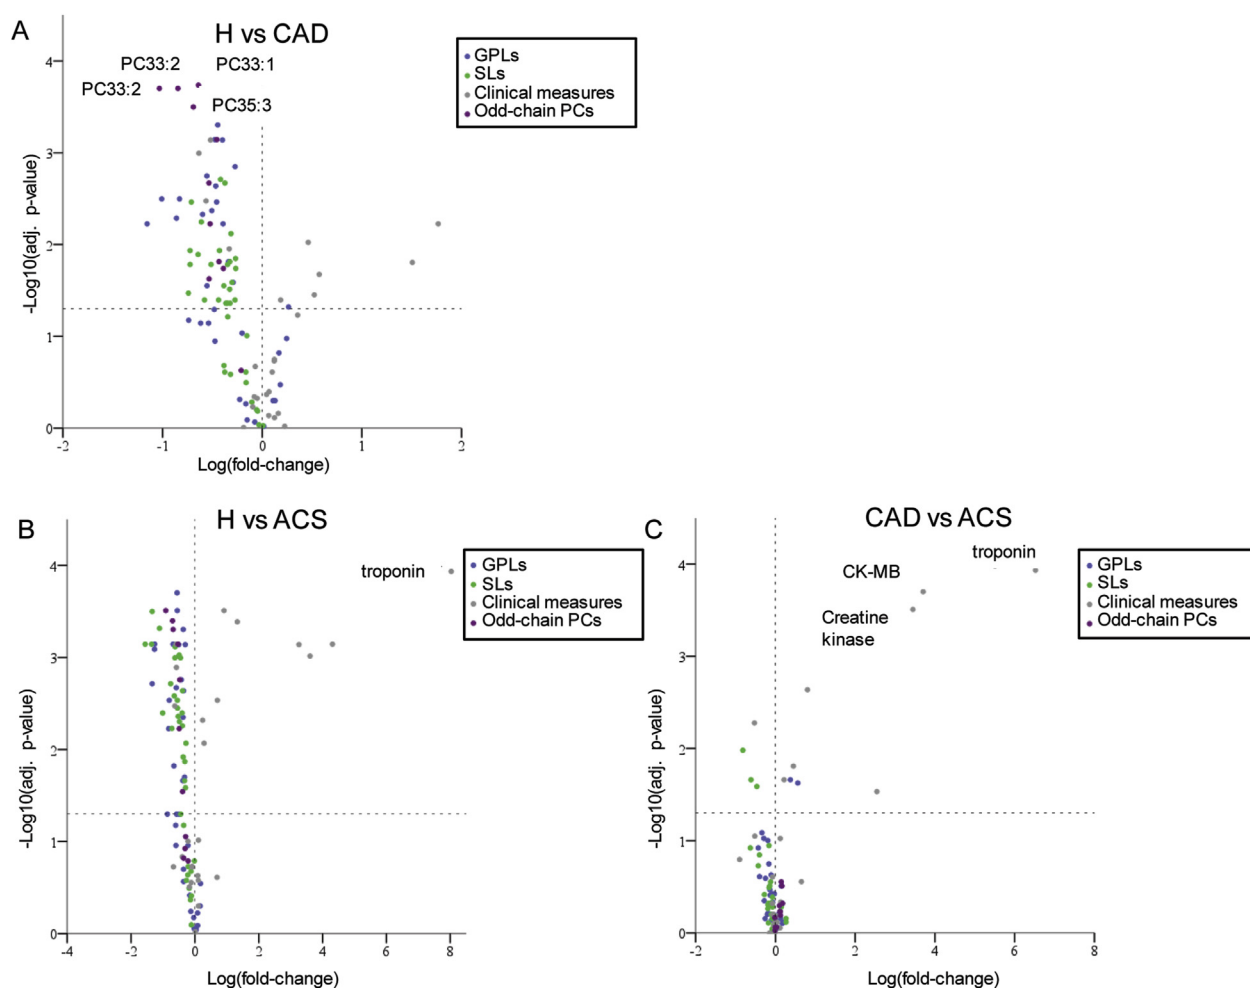 A
H vs CAD
PC33:2
PC33:1
PC33:2
PC35:3
GPLs
SLs
Clinical measures
Odd-chain PCs
4
3
2
1
0
-Log10(adj. p-value)
-2
-1
0
1
2
Log(fold-change)
B
H vs ACS
troponin
GPLs
SLs
Clinical measures
Odd-chain PCs
4
3
2
1
0
-Log10(adj. p-value)
-4
-2
0
2
4
6
8
Log(fold-change)
C
CAD vs ACS
troponin
CK-MB
Creatine
kinase
GPLs
SLs
Clinical measures
Odd-chain PCs
4
3
2
1
0
-Log10(adj. p-value)
-2
0
2
4
6
8
Log(fold-change)